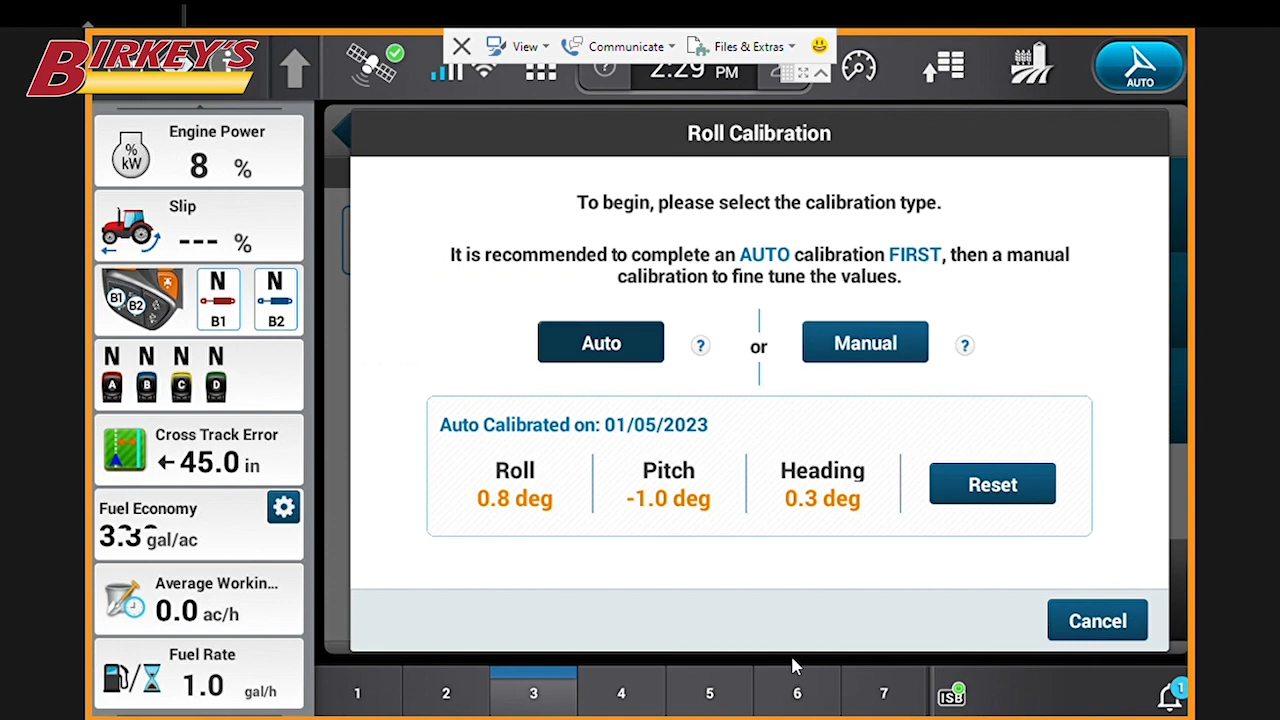 BIRKEY'S
View
Communicate
Files & Extras
2:29 PM
AUTO
Engine Power
% kW
8 %
Slip
--- %
B1 B2
N
B1
N
B2
N N N N
A B C D
Cross Track Error
←45.0 in
Fuel Economy
gal/ac
Average Workin...
0.0 ac/h
Fuel Rate
1.0 gal/h
Roll Calibration
To begin, please select the calibration type.
It is recommended to complete an AUTO calibration FIRST, then a manual
calibration to fine tune the values.
Auto ? or Manual ?
Auto Calibrated on: 01/05/2023
Roll Pitch Heading
0.8 deg -1.0 deg 0.3 deg
Reset
Cancel
1 2 3 4 5 6 7
ISB
1